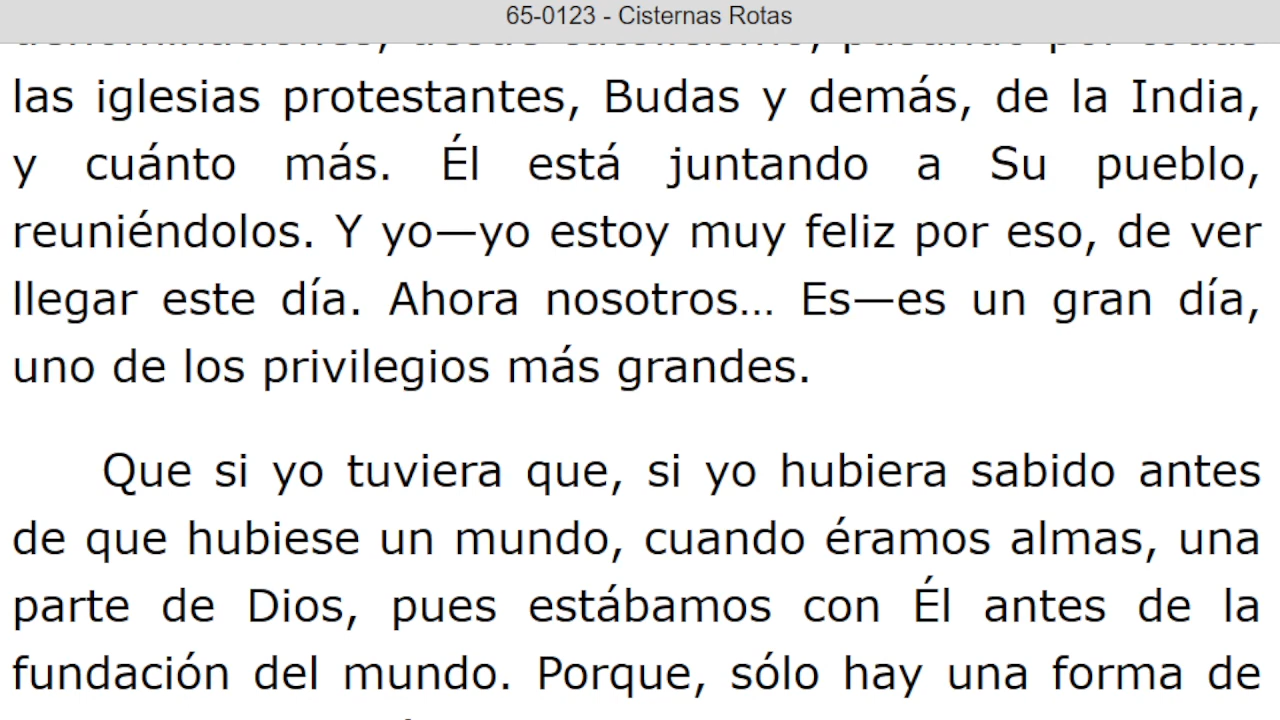 65-0123 - Cisternas Rotas
las iglesias protestantes, Budas y demás, de la India,
y cuánto más. Él está juntando a Su pueblo,
reuniéndolos. Y yo—yo estoy muy feliz por eso, de ver
llegar este día. Ahora nosotros… Es—es un gran día,
uno de los privilegios más grandes.
Que si yo tuviera que, si yo hubiera sabido antes
de que hubiese un mundo, cuando éramos almas, una
parte de Dios, pues estábamos con Él antes de la
fundación del mundo. Porque, sólo hay una forma de